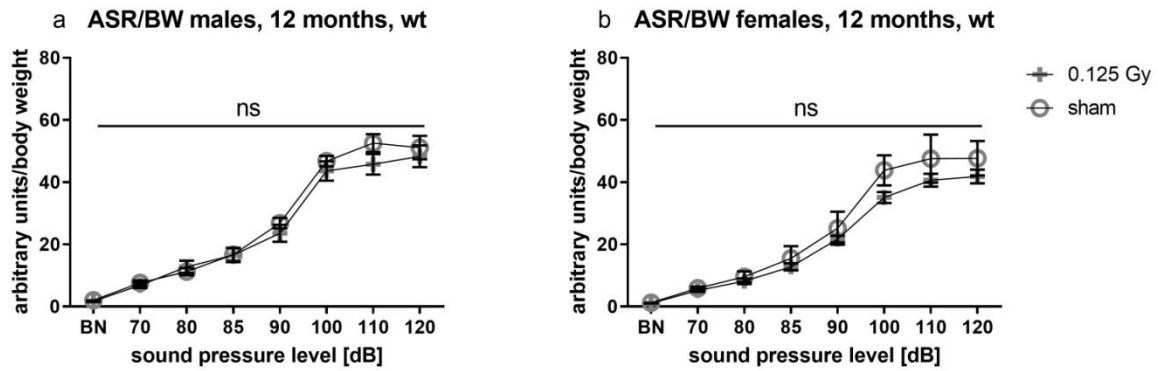 a ASR/BW males, 12 months, wt
arbitrary units/body weight
80
60
40
20
0
ns
BN 70 80 85 90 100 110 120
sound pressure level [dB]
b ASR/BW females, 12 months, wt
arbitrary units/body weight
80
60
40
20
0
ns
BN 70 80 85 90 100 110 120
sound pressure level [dB]
0.125 Gy
sham